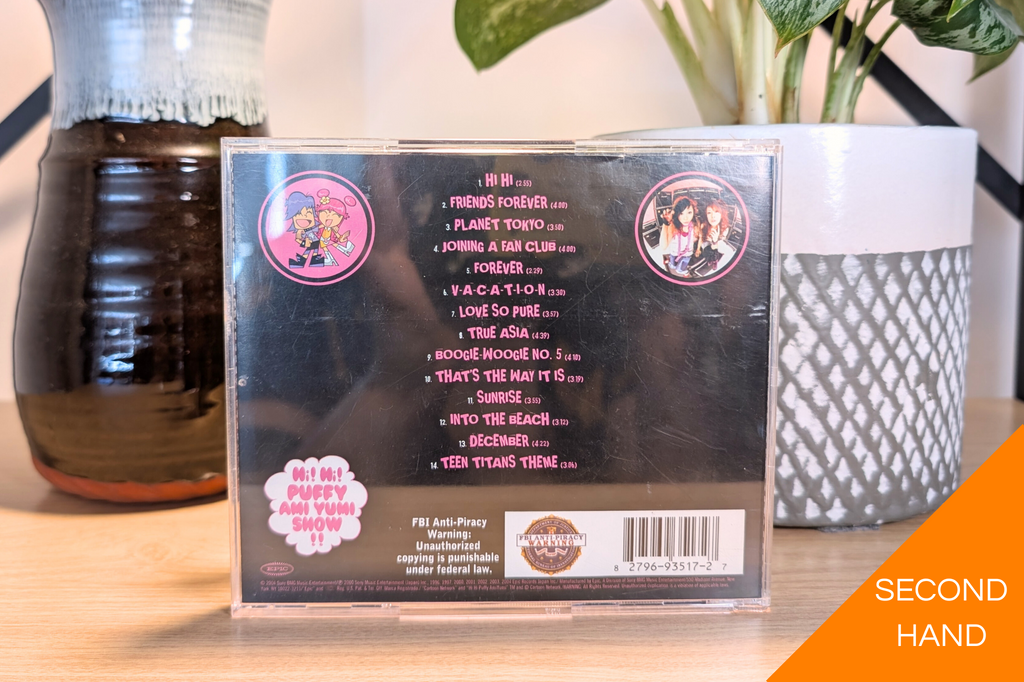 1. HI HI (2:55)
2. FRIENDS FOREVER (4:00)
3. PLANET TOKYO (3:50)
4. JOINING A FAN CLUB (4:00)
5. FOREVER (2:29)
6. V-A-C-A-T-I-O-N (3:30)
7. LOVE SO PURE (3:57)
8. TRUE ASIA (4:39)
9. BOOGIE-WOOGIE NO. 5 (4:10)
10. THAT'S THE WAY IT IS (3:19)
11. SUNRISE (3:55)
12. INTO THE BEACH (3:12)
13. DECEMBER (4:22)
14. TEEN TITANS THEME (3:06)
Hi! Hi!
PUFFY
AMI YUMI
SHOW
!!
EPIC
FBI Anti-Piracy
Warning:
Unauthorized
copying is punishable
under federal law.
FBI ANTI-PIRACY
WARNING
8 27969-93517-2 7
SECOND
HAND